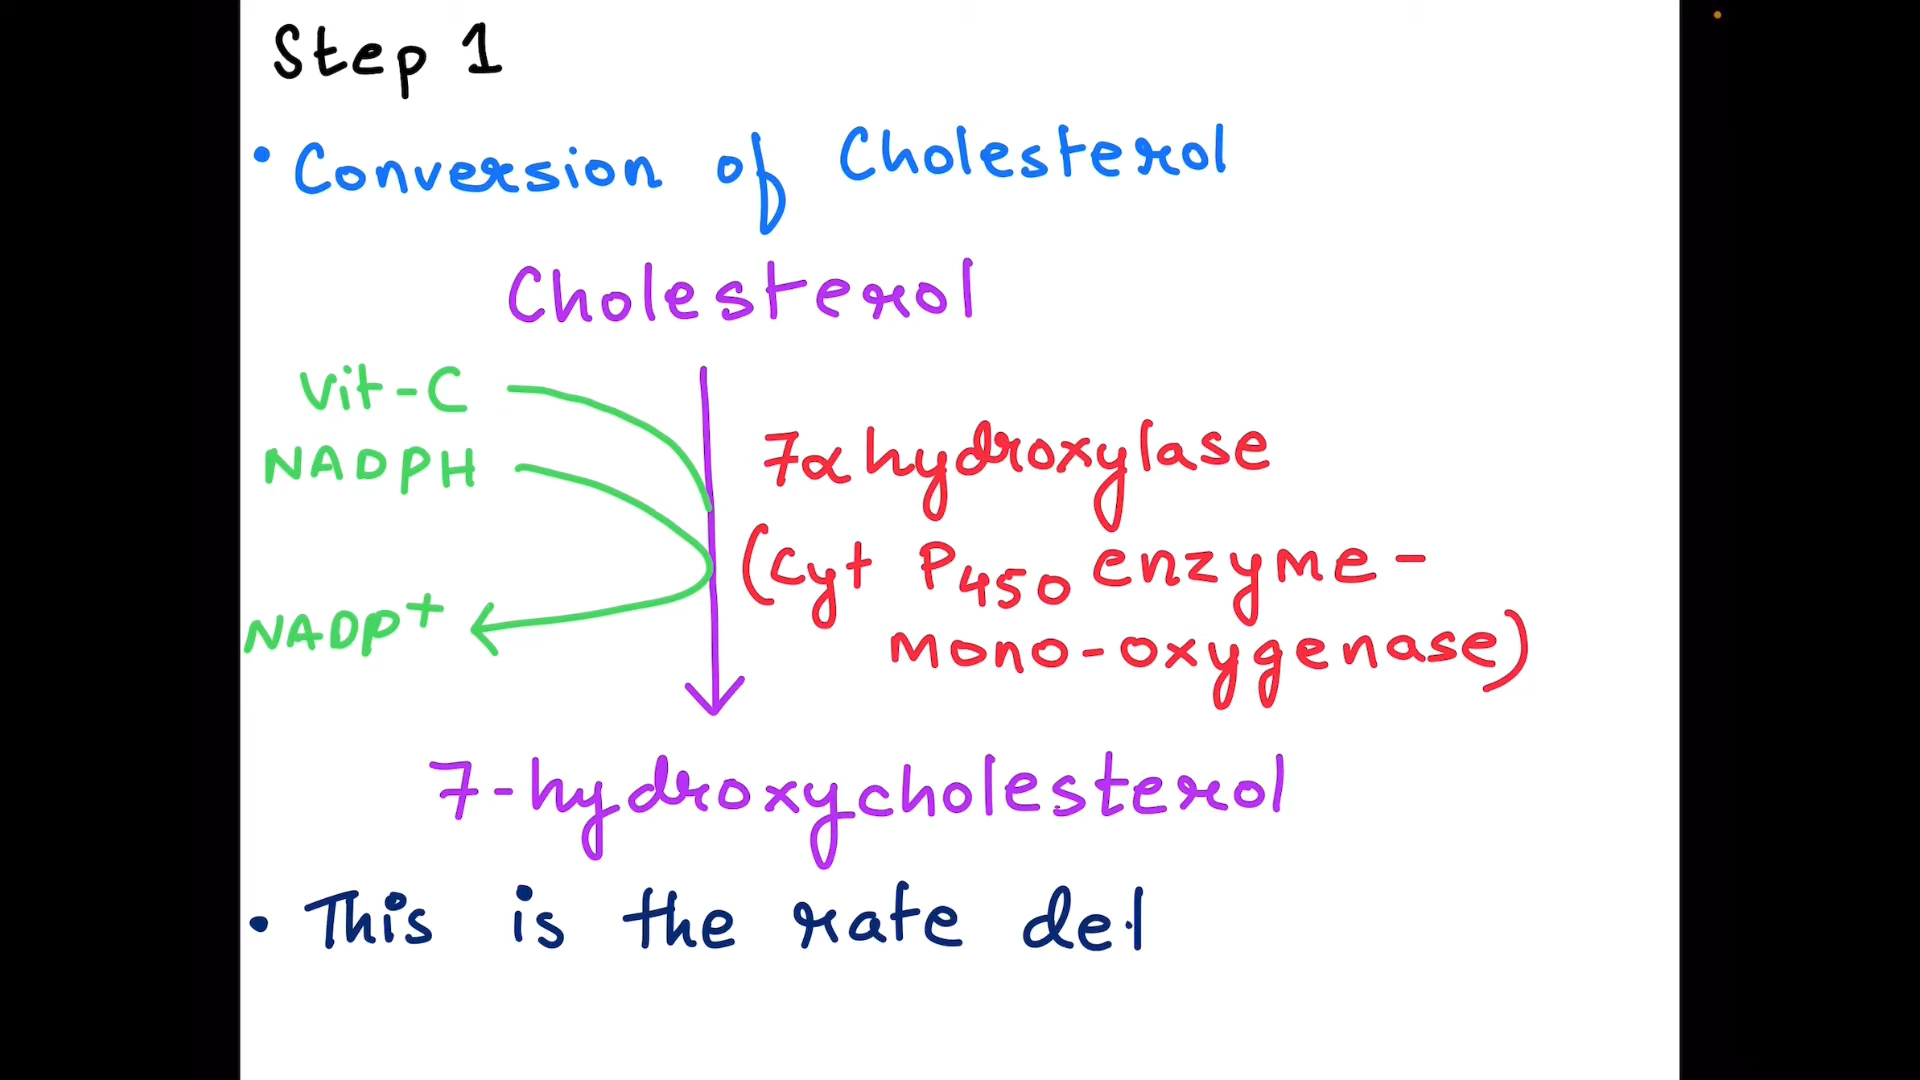 Step 1
• Conversion of Cholesterol
Cholesterol
Vit-C
NADPH
7α hydroxylase
(Cyt P450 enzyme-
mono-oxygenase)
NADP+
7-hydroxycholesterol
• This is the rate